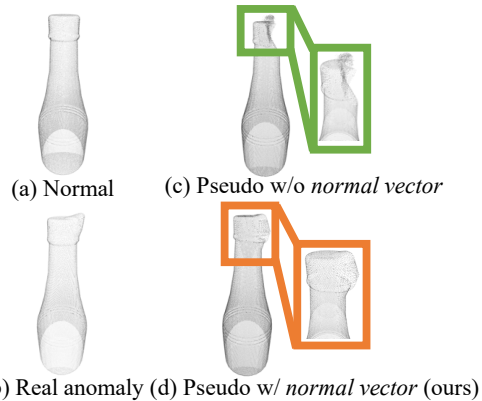 (a) Normal
(c) Pseudo w/o normal vector
) Real anomaly
(d) Pseudo w/ normal vector (ours)